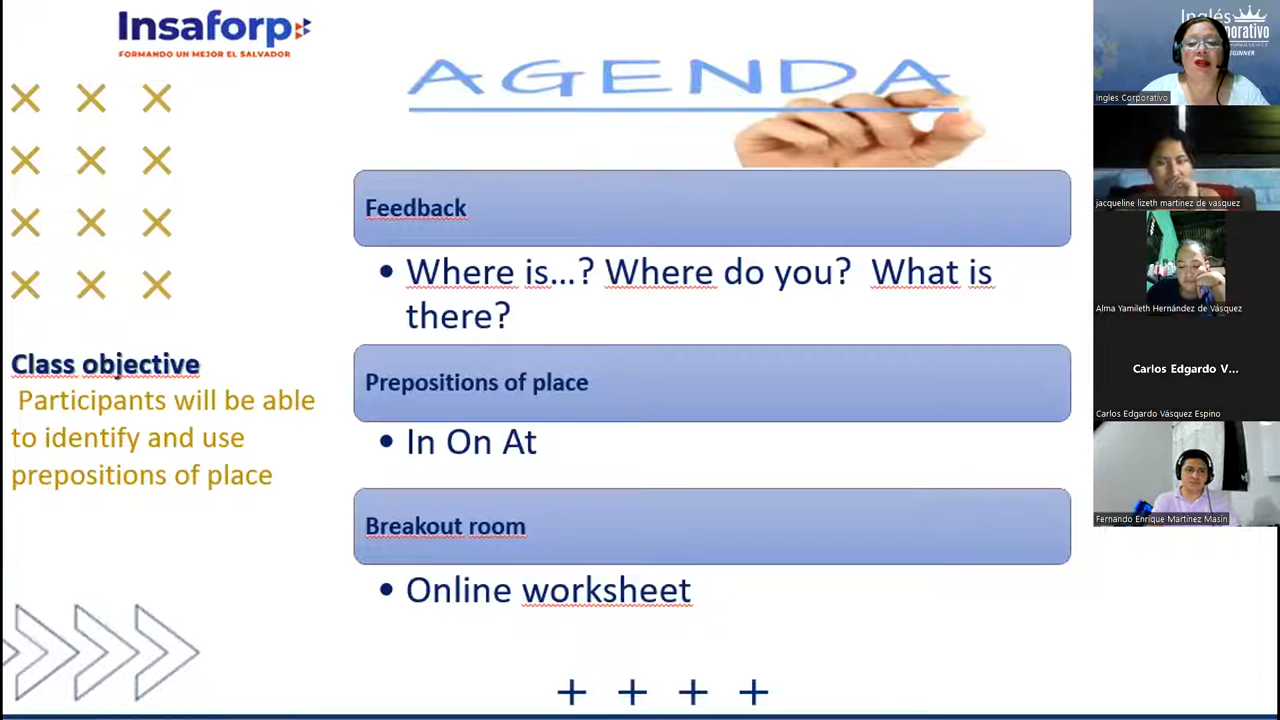 Insaforp
FORMANDO UN MEJOR EL SALVADOR
AGENDA
Feedback
• Where is...? Where do you? What is
there?
Prepositions of place
• In On At
Breakout room
• Online worksheet
Class objective
Participants will be able
to identify and use
prepositions of place
Inglés
Ingles Corporativo
jacqueline lizeth martinez de vasquez
Alma Yamileth Hernández de Vásquez
Carlos Edgardo V...
Carlos Edgardo Vásquez Espino
Fernando Enrique Martínez Masin